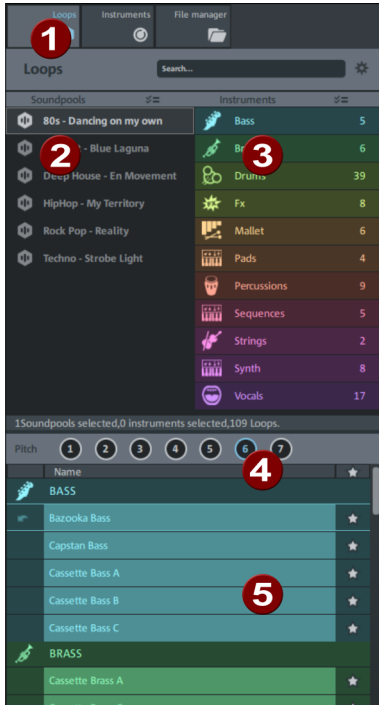 Loops Instruments File manager
1
Loops Search...
Soundpools Instruments
80s - Dancing on my own Bass 5
2 - Blue Laguna 3 6
Deep House - En Movement Drums 39
HipHop - My Territory Fx 8
Rock Pop - Reality Mallet 6
Techno - Strobe Light Pads 4
Percussions 9
Sequences 5
Strings 2
Synth 8
Vocals 17
1Soundpools selected,0 instruments selected,109 Loops.
Pitch 1 2 3 4 5 6 7
Name 4
BASS
Bazooka Bass
Capstan Bass
Cassette Bass A
Cassette Bass B 5
Cassette Bass C
BRASS
Cassette Brass A